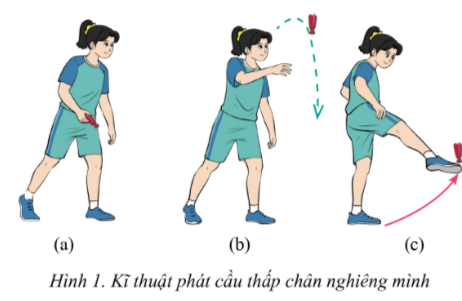 (a) (b) (c)
Hình 1. Kĩ thuật phát cầu thấp chân nghiêng mình